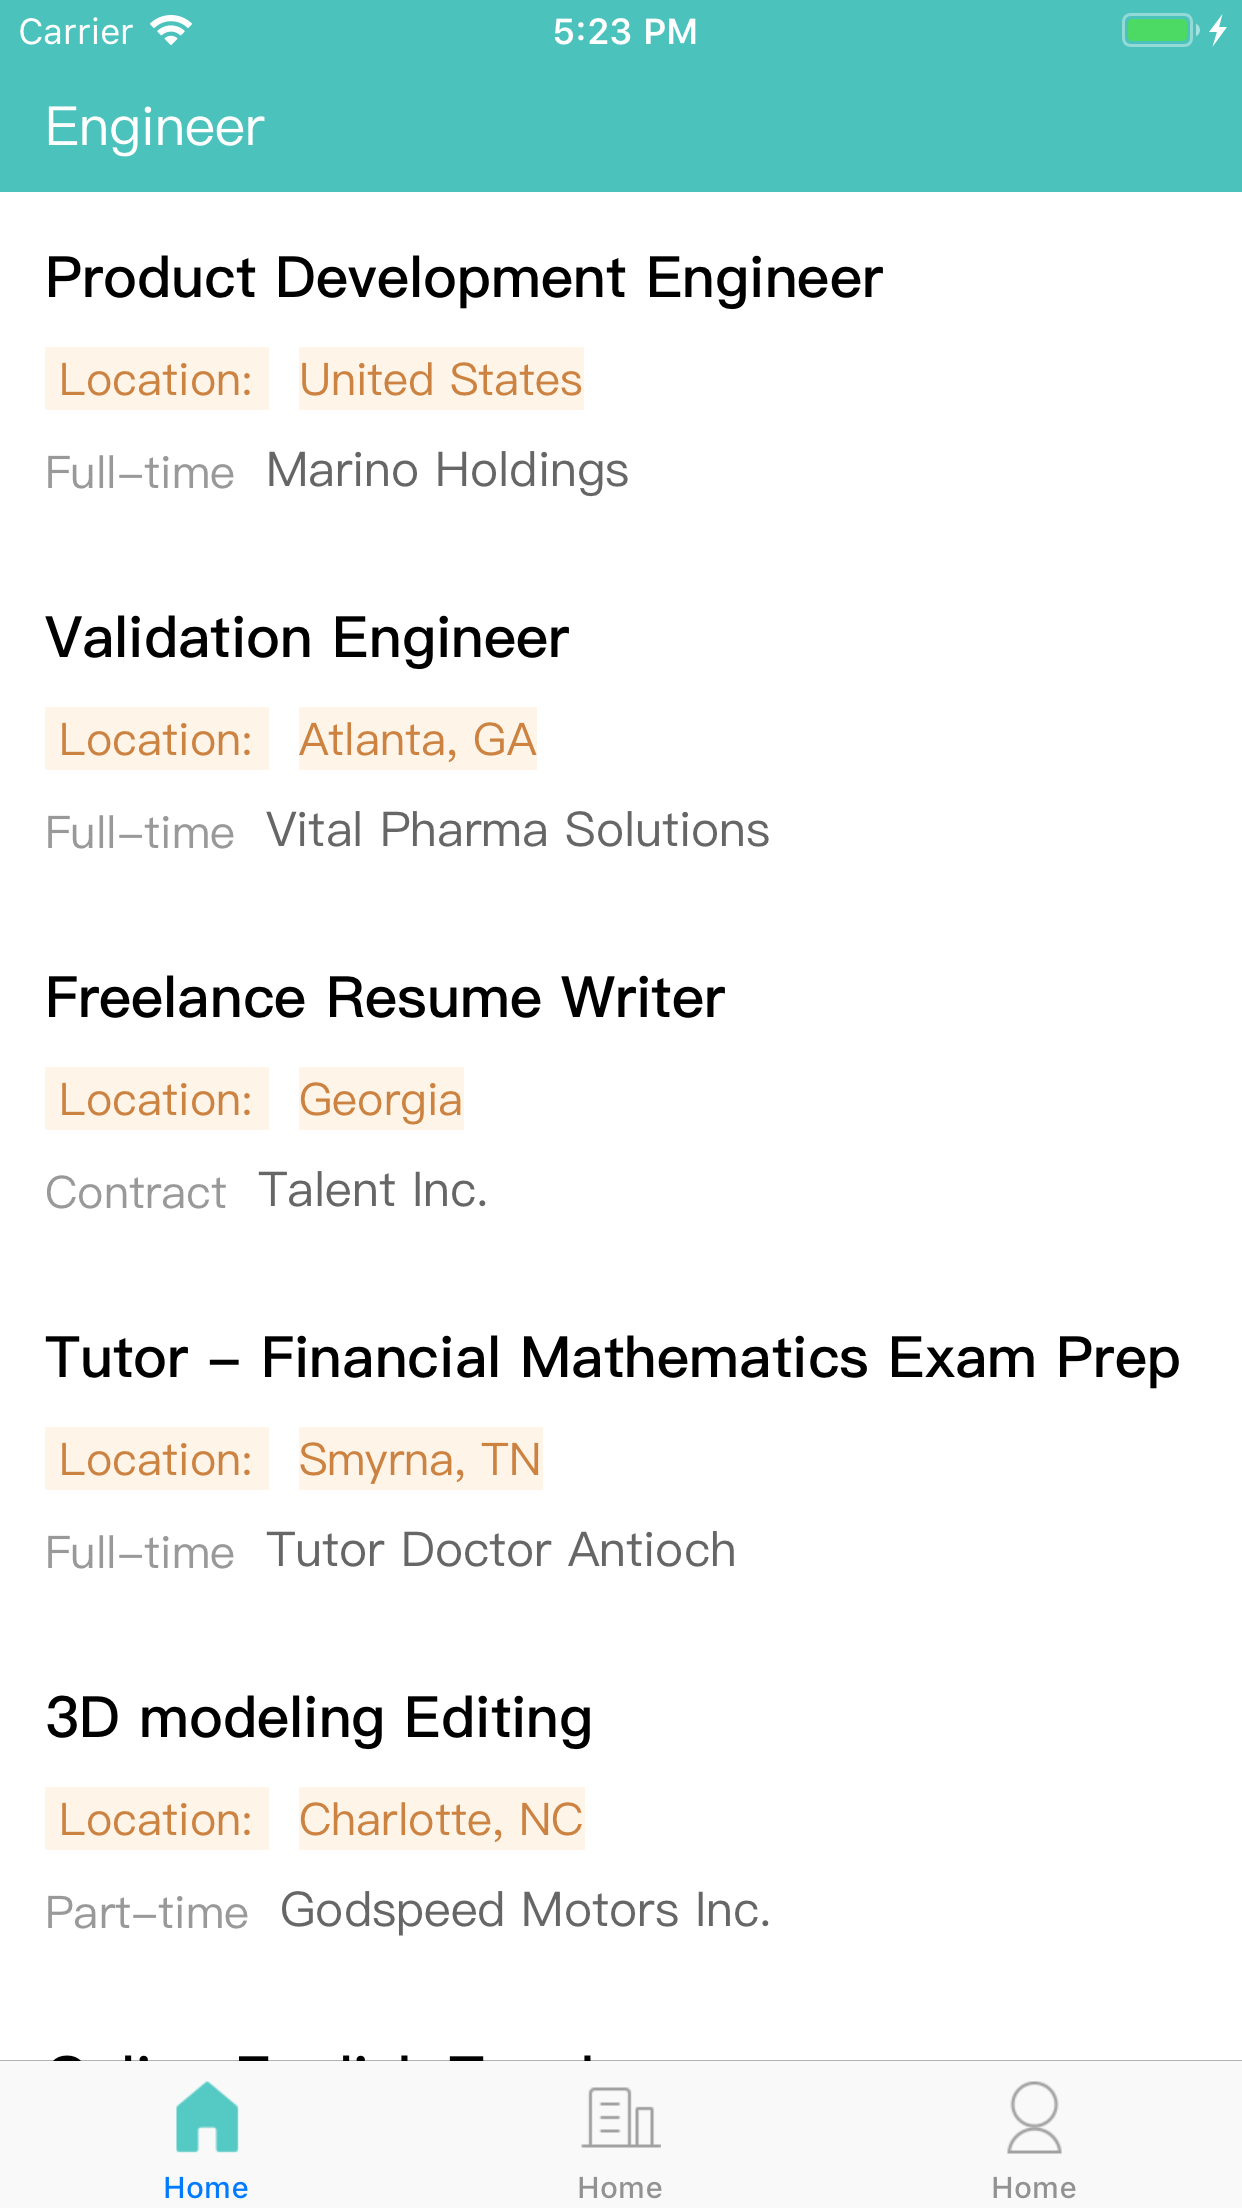 Carrier 5:23 PM
Engineer
Product Development Engineer
Location: United States
Full-time Marino Holdings
Validation Engineer
Location: Atlanta, GA
Full-time Vital Pharma Solutions
Freelance Resume Writer
Location: Georgia
Contract Talent Inc.
Tutor - Financial Mathematics Exam Prep
Location: Smyrna, TN
Full-time Tutor Doctor Antioch
3D modeling Editing
Location: Charlotte, NC
Part-time Godspeed Motors Inc.
Home Home Home